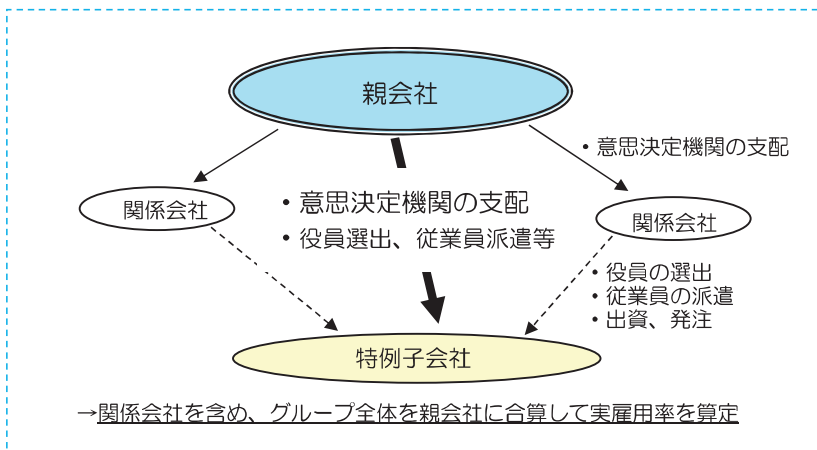 親会社
・意思決定機関の支配
関係会社
・意思決定機関の支配
・役員選出、従業員派遣等
関係会社
・役員の選出
・従業員の派遣
・出資、発注
特例子会社
→関係会社を含め、グループ全体を親会社に合算して実雇用率を算定